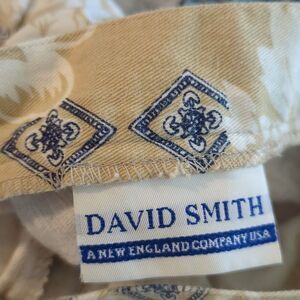 DAVID SMITH
A NEW ENGLAND COMPANY USA